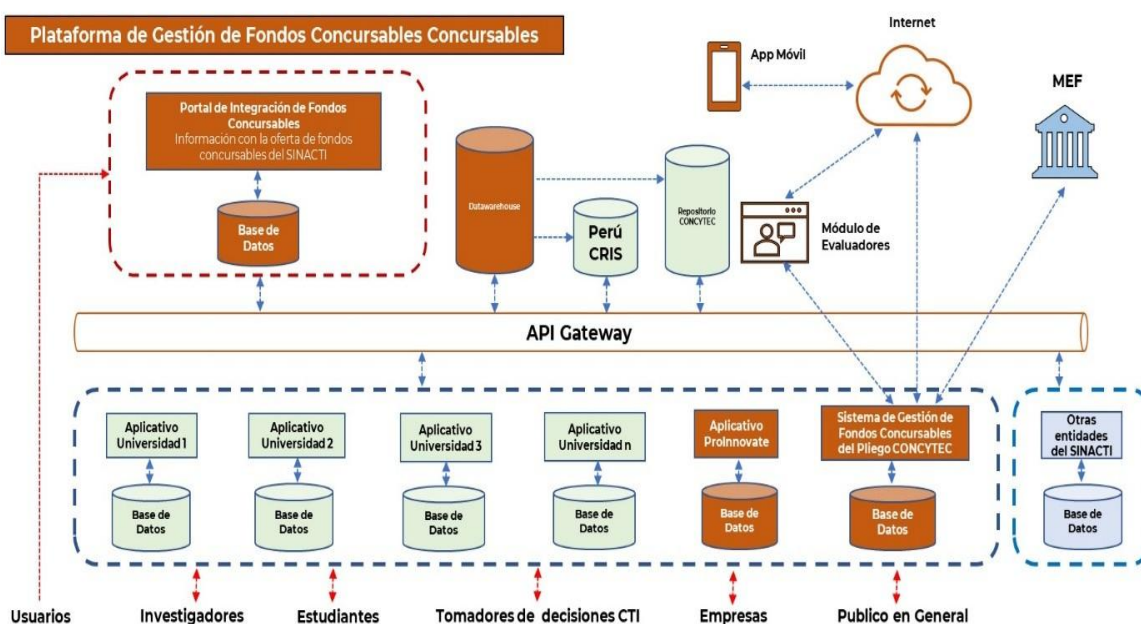 Plataforma de Gestión de Fondos Concursables Concursables
Internet
App Móvil
MEF
Portal de Integración de Fondos
Concursables
Información con la oferta de fondos
concursables del SINACTI
Base de
Datos
Datawarehouse
Perú
CRIS
Repositorio
CONCYTEC
Módulo de
Evaluadores
API Gateway
Aplicativo
Universidad 1
Base de
Datos
Aplicativo
Universidad 2
Base de
Datos
Aplicativo
Universidad 3
Base de
Datos
Aplicativo
Universidad n
Base de
Datos
Aplicativo
ProInnovate
Base de
Datos
Sistema de Gestión de
Fondos Concursables
del Pliego CONCYTEC
Base de
Datos
Otras
entidades
del SINACTI
Base de
Datos
Usuarios
Investigadores
Estudiantes
Tomadores de decisiones CTI
Empresas
Publico en General